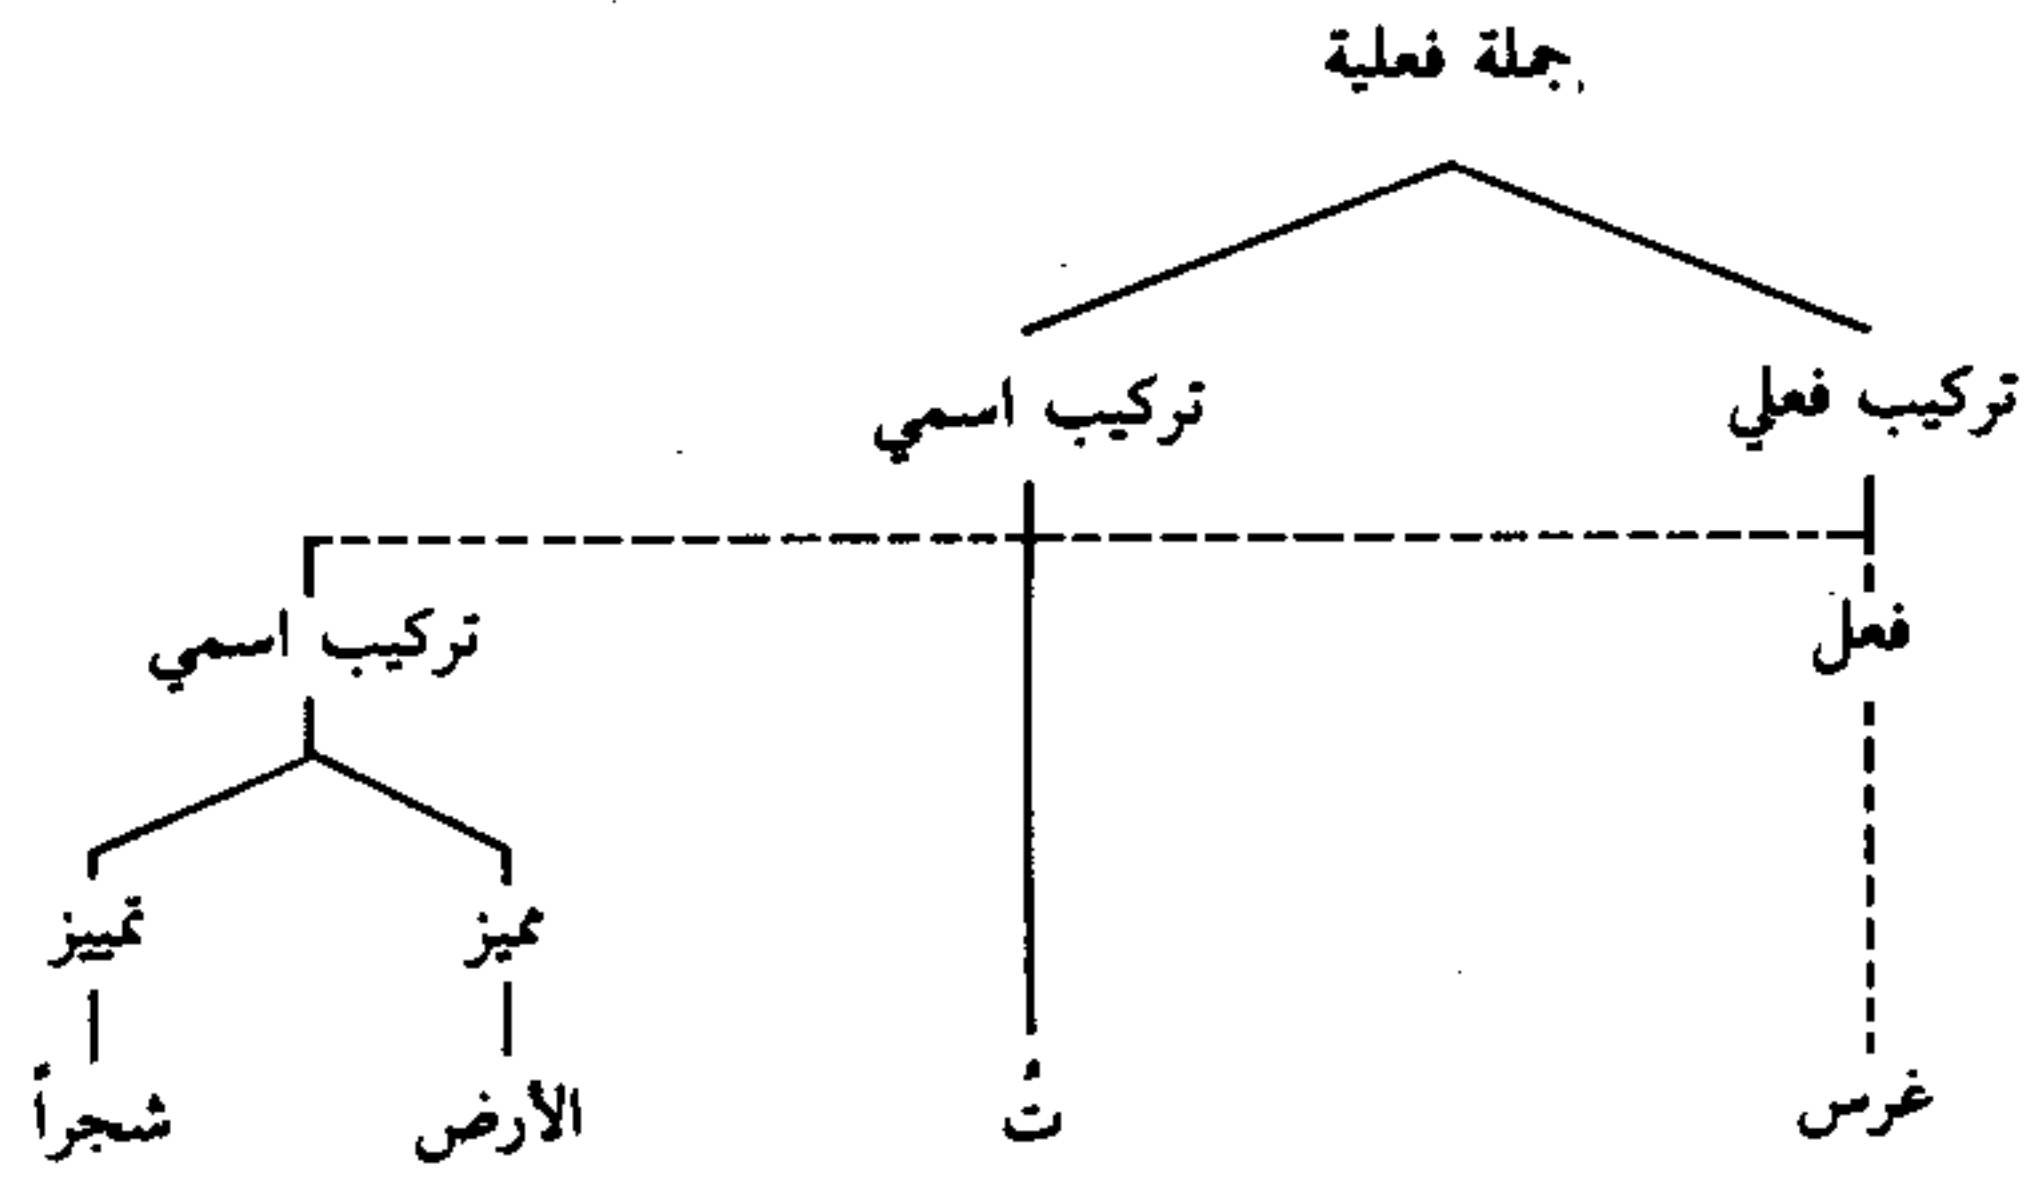 جملة فعلية
تركيب فعلي تركيب اسمي
فعل تركيب اسمي
مميز تمييز
غرس تُ الأرض شجراً